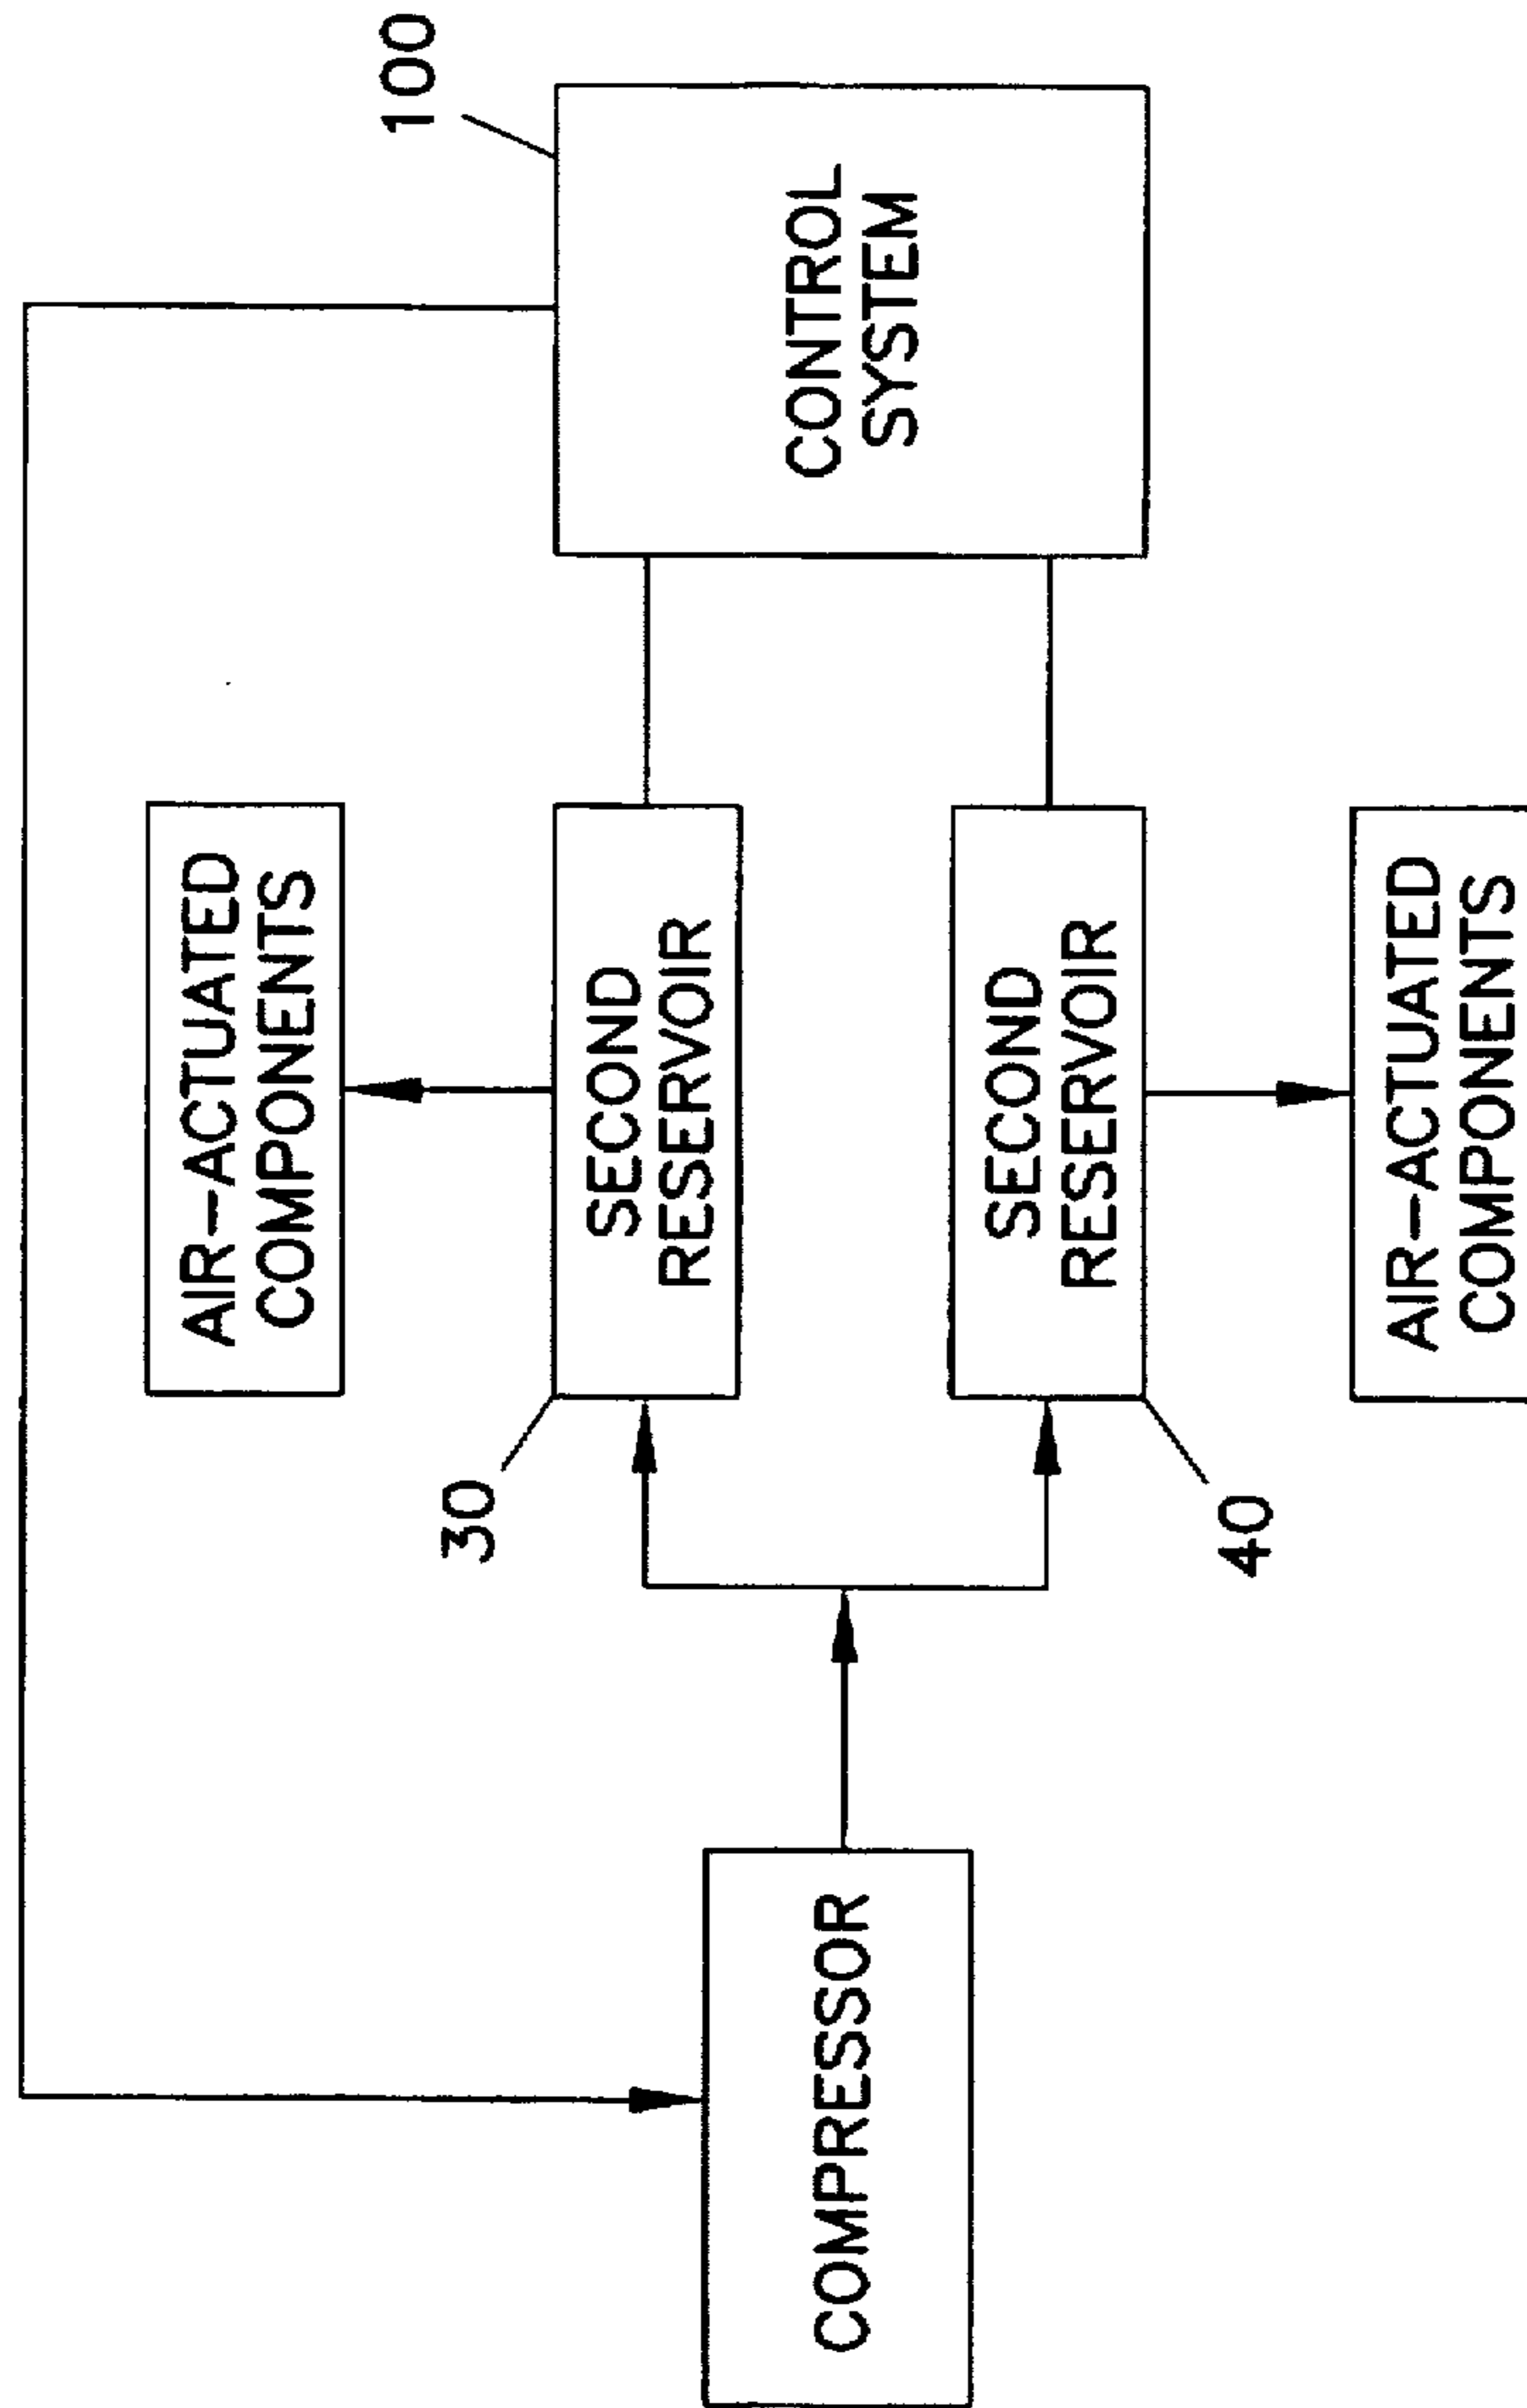 100
AIR-ACTUATED
COMPONENTS
30
SECOND
RESERVOIR
CONTROL
SYSTEM
COMPRESSOR
SECOND
RESERVOIR
40
AIR-ACTUATED
COMPONENTS